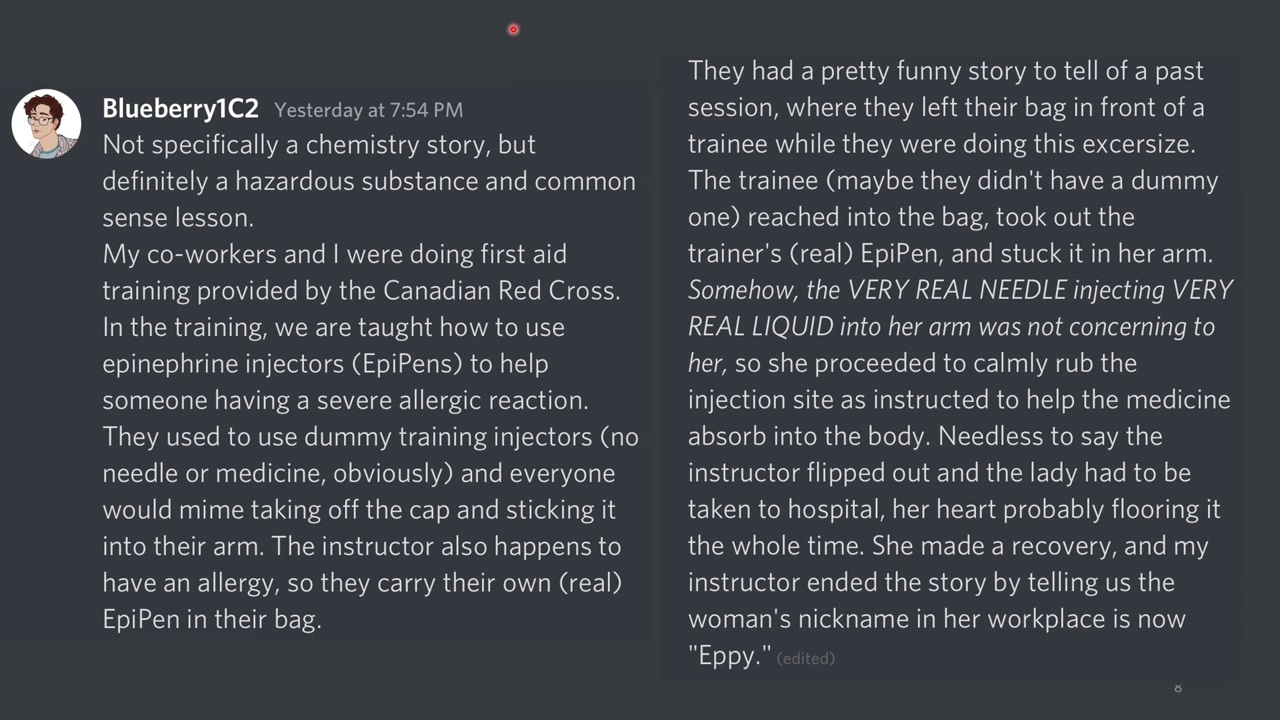 Blueberry1C2 Yesterday at 7:54 PM
Not specifically a chemistry story, but
definitely a hazardous substance and common
sense lesson.
My co-workers and I were doing first aid
training provided by the Canadian Red Cross.
In the training, we are taught how to use
epinephrine injectors (EpiPens) to help
someone having a severe allergic reaction.
They used to use dummy training injectors (no
needle or medicine, obviously) and everyone
would mime taking off the cap and sticking it
into their arm. The instructor also happens to
have an allergy, so they carry their own (real)
EpiPen in their bag.
They had a pretty funny story to tell of a past
session, where they left their bag in front of a
trainee while they were doing this excersize.
The trainee (maybe they didn't have a dummy
one) reached into the bag, took out the
trainer's (real) EpiPen, and stuck it in her arm.
Somehow, the VERY REAL NEEDLE injecting VERY
REAL LIQUID into her arm was not concerning to
her, so she proceeded to calmly rub the
injection site as instructed to help the medicine
absorb into the body. Needless to say the
instructor flipped out and the lady had to be
taken to hospital, her heart probably flooring it
the whole time. She made a recovery, and my
instructor ended the story by telling us the
woman's nickname in her workplace is now
"Eppy." (edited)
8